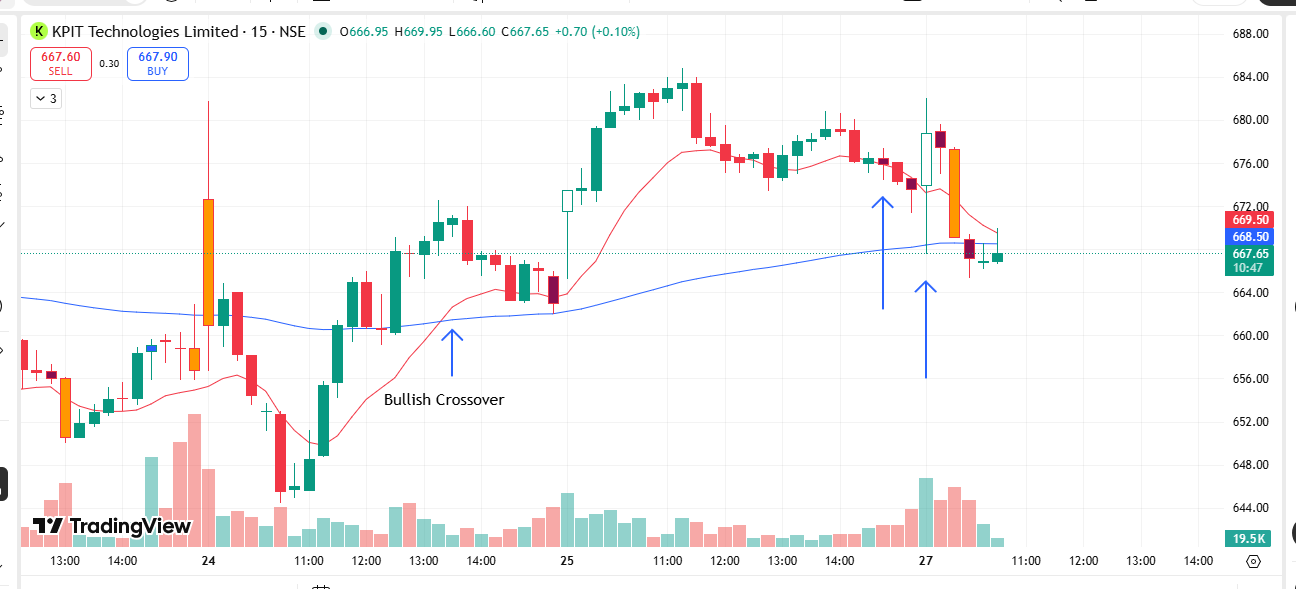 K KPIT Technologies Limited · 15 · NSE O666.95 H669.95 L666.60 C667.65 +0.70 (+0.10%)
667.60 SELL 0.30 667.90 BUY
3
688.00
684.00
680.00
676.00
672.00
669.50
668.50
667.65
10:47
664.00
660.00
656.00
Bullish Crossover
652.00
648.00
644.00
TradingView
19.5K
13:00 14:00 24 11:00 12:00 13:00 14:00 25 11:00 12:00 13:00 14:00 27 11:00 12:00 13:00 14:00